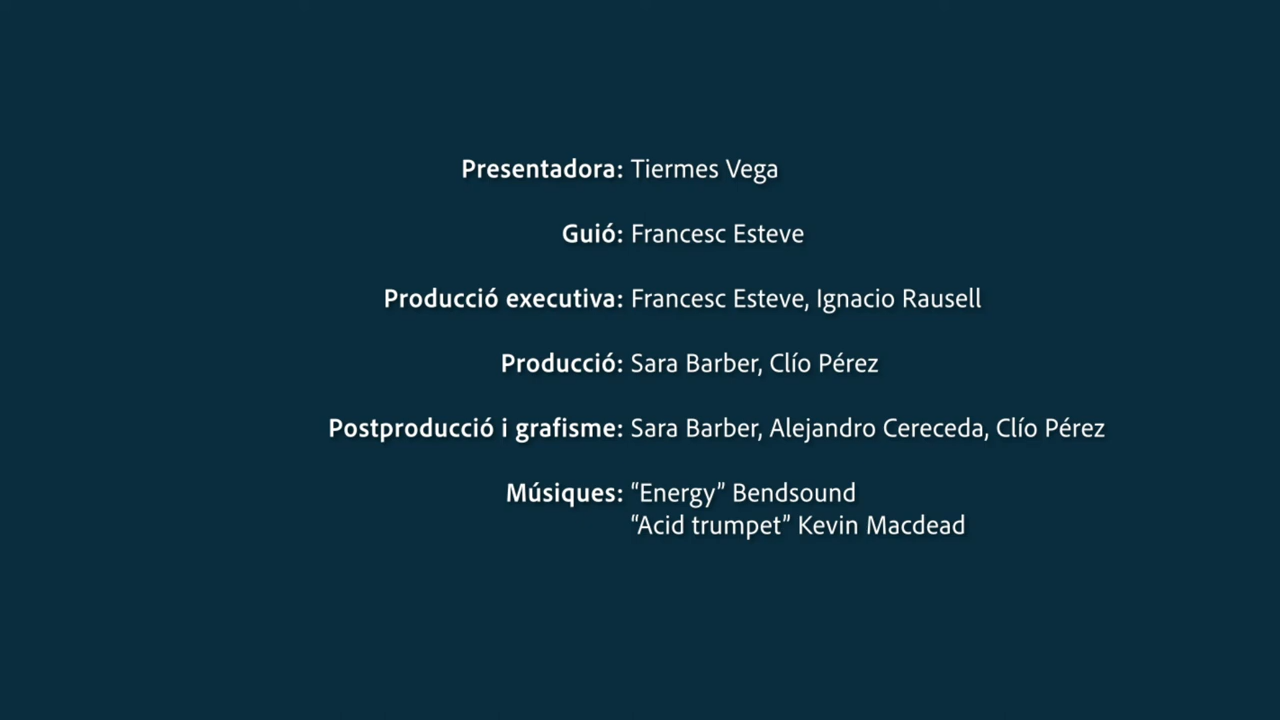 Presentadora: Tiermes Vega
Guió: Francesc Esteve
Producció executiva: Francesc Esteve, Ignacio Rausell
Producció: Sara Barber, Clío Pérez
Postproducció i grafisme: Sara Barber, Alejandro Cereceda, Clío Pérez
Músiques: “Energy” Bendsound
“Acid trumpet” Kevin Macdead